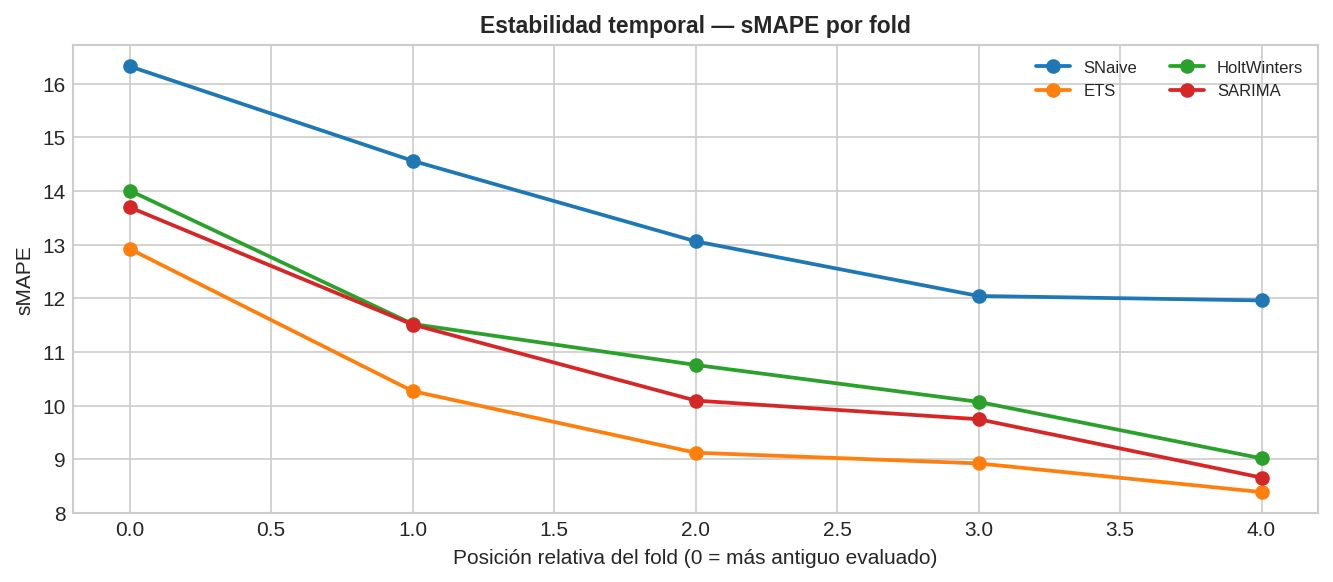 Estabilidad temporal — sMAPE por fold
SNaive
HoltWinters
ETS
SARIMA
sMAPE
16
15
14
13
12
11
10
9
8
0.0
0.5
1.0
1.5
2.0
2.5
3.0
3.5
4.0
Posición relativa del fold (0 = más antiguo evaluado)